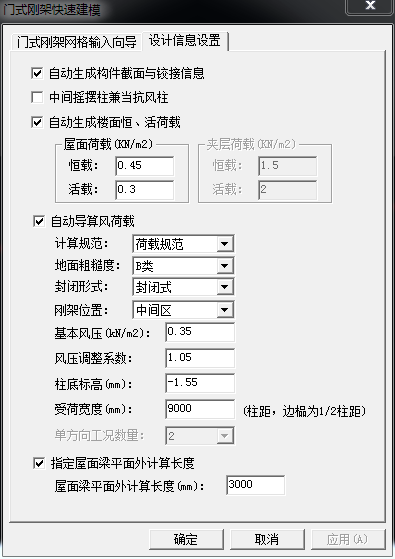 门式刚架快速建模
门式刚架网格输入向导 设计信息设置
自动生成构件截面与铰接信息
中间摇摆柱兼当抗风柱
自动生成楼面恒、活荷载
屋面荷载(KN/m2) 夹层荷载(KN/m2)
恒载: 0.45 恒载: 1.5
活载: 0.3 活载: 2
自动导算风荷载
计算规范: 荷载规范
地面粗糙度: B类
封闭形式: 封闭式
刚架位置: 中间区
基本风压(kN/m2): 0.35
风压调整系数: 1.05
柱底标高(mm): -1.55
受荷宽度(mm): 9000 (柱距，边榀为1/2柱距)
单方向工况数量: 2
指定屋面梁平面外计算长度
屋面梁平面外计算长度(mm): 3000
确定 取消 应用(A)